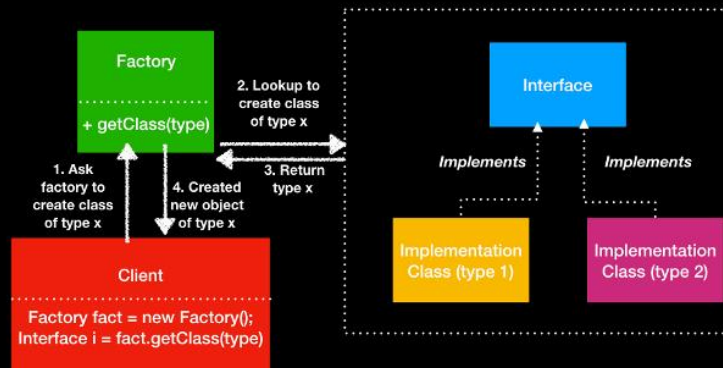 Factory
+ getClass(type)
2. Lookup to
create class
of type x
3. Return
type x
1. Ask
factory to
create class
of type x
4. Created
new object
of type x
Client
Factory fact = new Factory();
Interface i = fact.getClass(type)
Interface
Implements
Implements
Implementation
Class (type 1)
Implementation
Class (type 2)